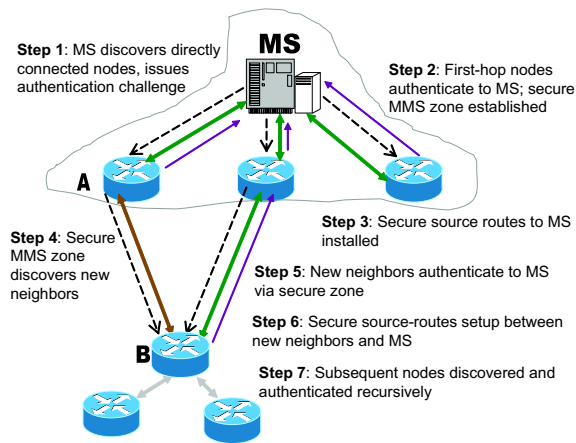 Step 1: MS discovers directly
connected nodes, issues
authentication challenge
MS
Step 2: First-hop nodes
authenticate to MS; secure
MMS zone established
A
Step 3: Secure source routes to MS
installed
Step 4: Secure
MMS zone
discovers new
neighbors
Step 5: New neighbors authenticate to MS
via secure zone
Step 6: Secure source-routes setup between
new neighbors and MS
B
Step 7: Subsequent nodes discovered and
authenticated recursively